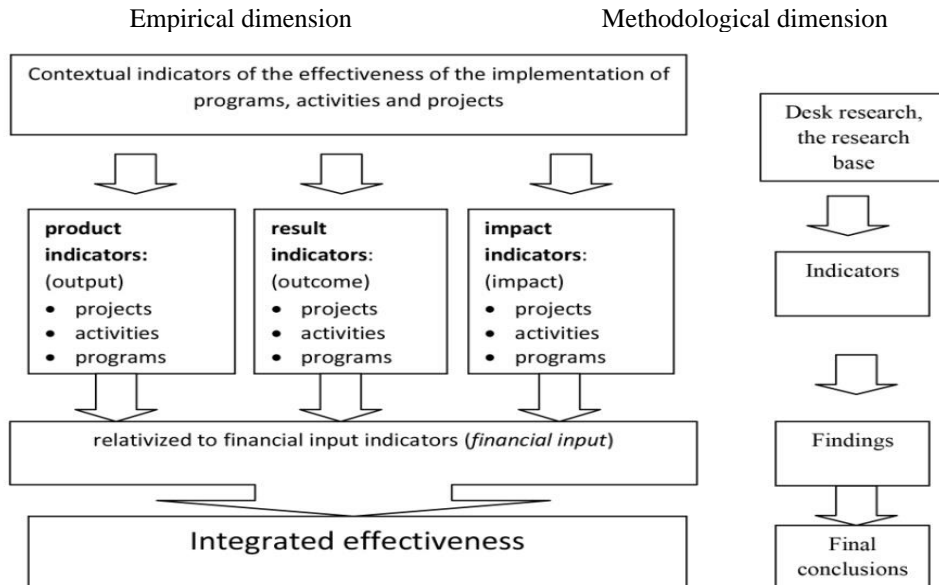 Empirical dimension
Methodological dimension
Contextual indicators of the effectiveness of the implementation of
programs, activities and projects
product
indicators:
(output)
• projects
• activities
• programs
result
indicators:
(outcome)
• projects
• activities
• programs
impact
indicators:
(impact)
• projects
• activities
• programs
relativized to financial input indicators (financial input)
Integrated effectiveness
Desk research,
the research
base
Indicators
Findings
Final
conclusions